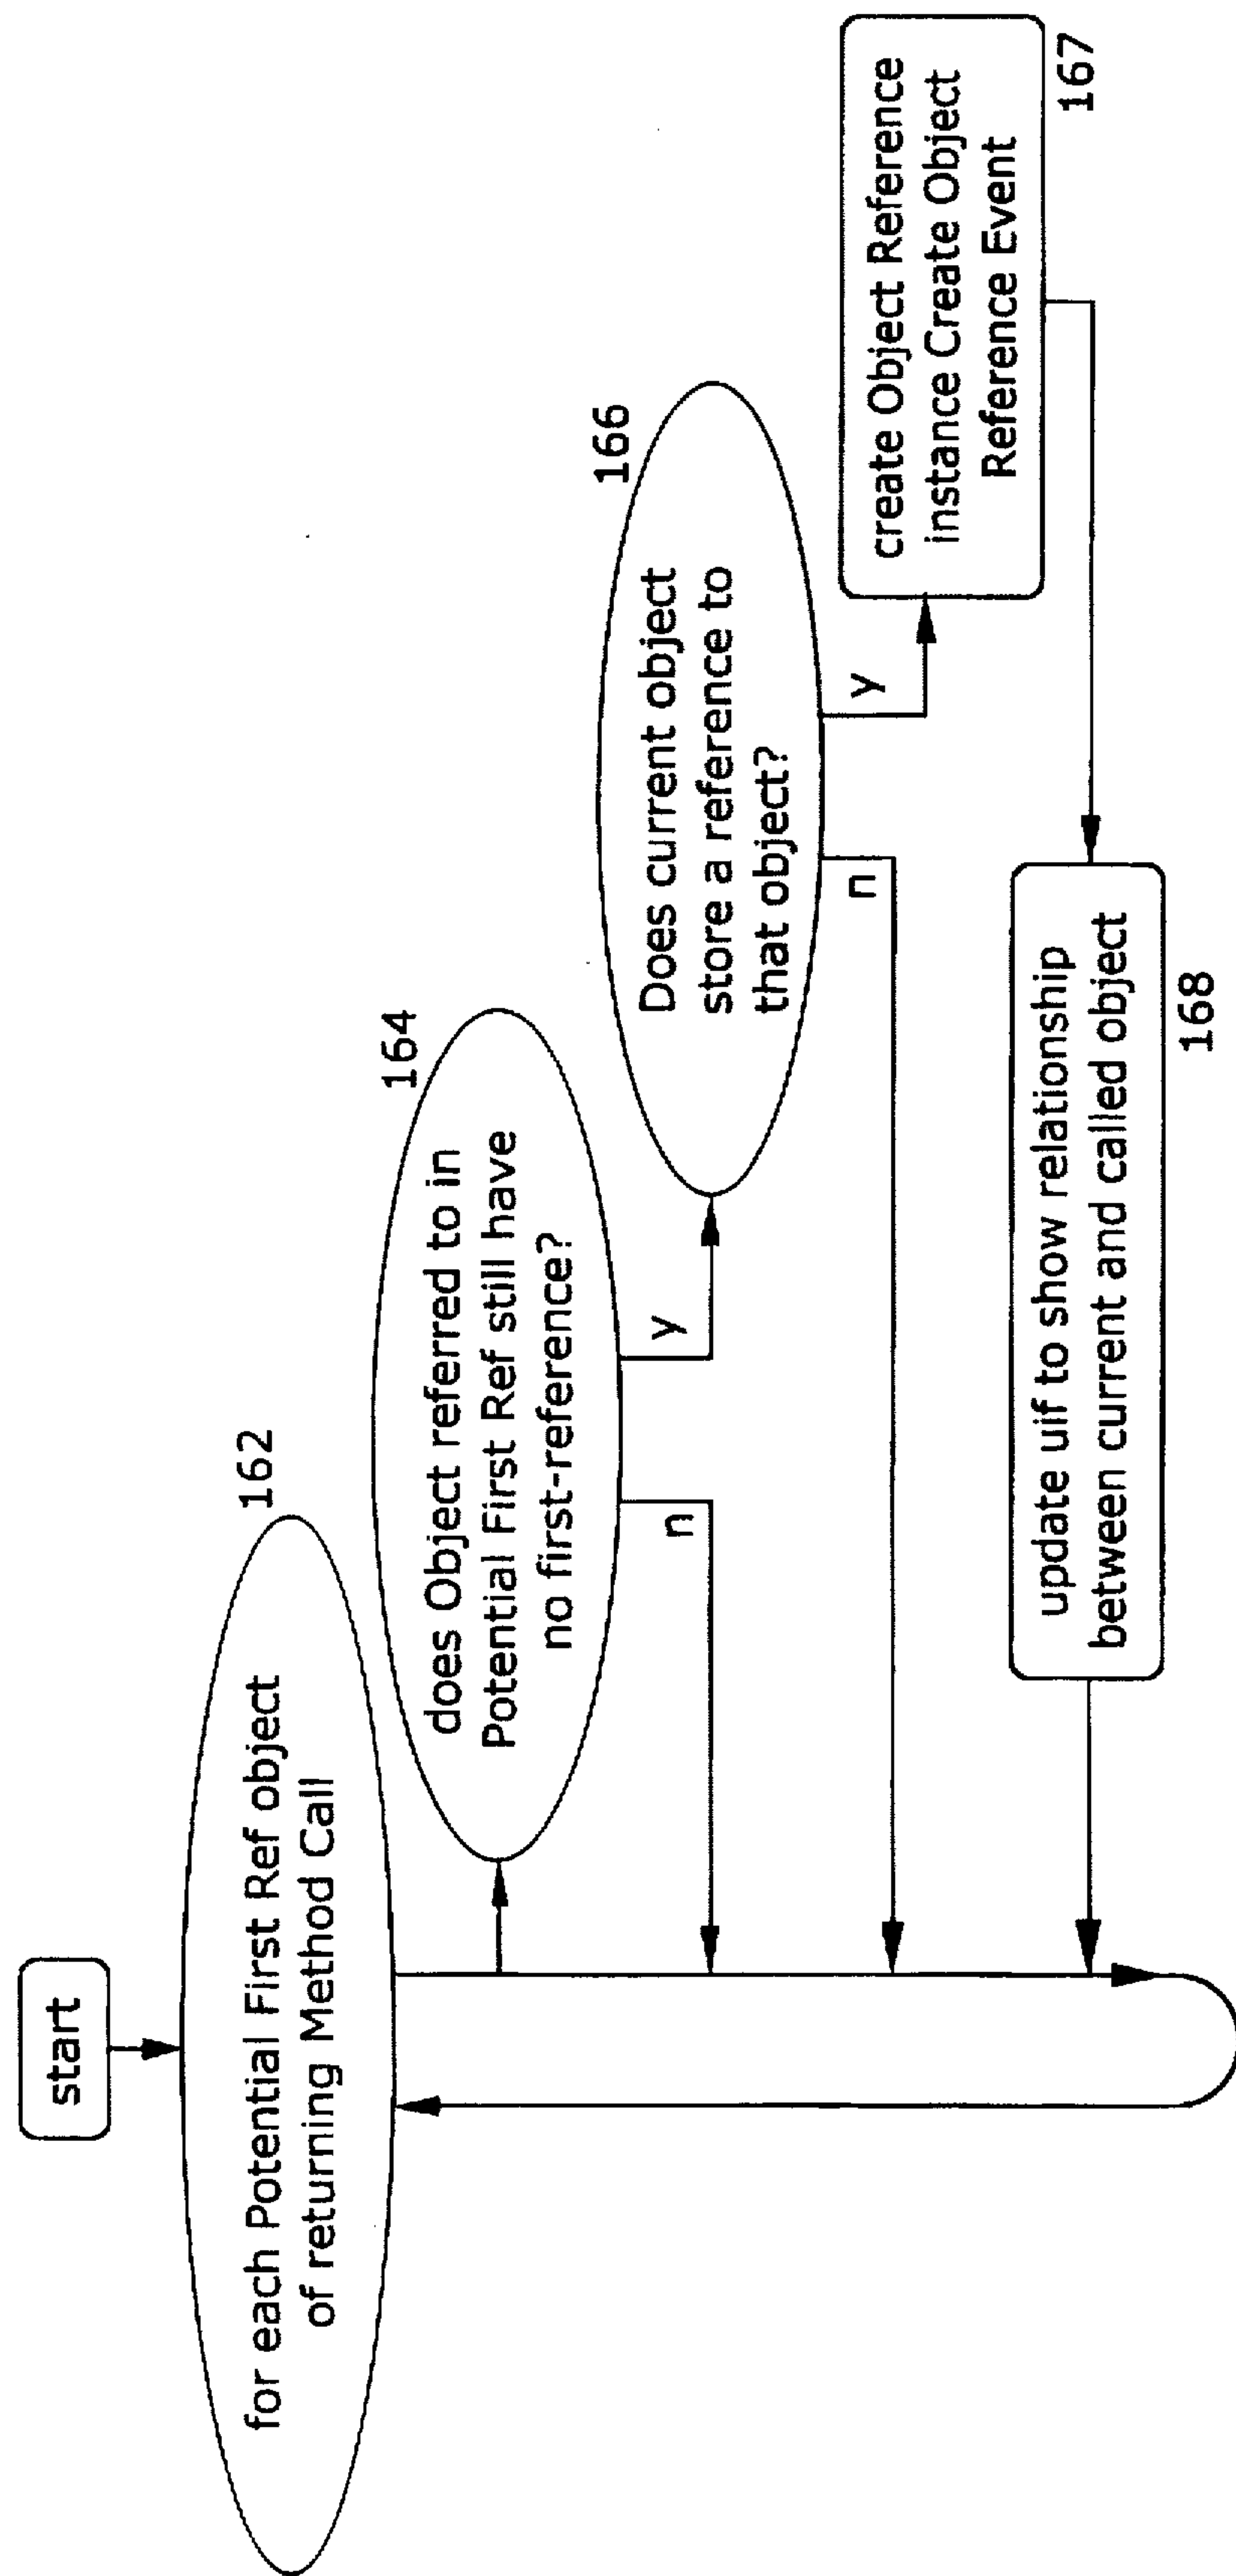 start
162
for each Potential First Ref object
of returning Method Call
164
does Object referred to in
Potential First Ref still have
no first-reference?
n
y
166
Does current object
store a reference to
that object?
n
y
create Object Reference
instance Create Object
Reference Event
167
update uif to show relationship
between current and called object
168